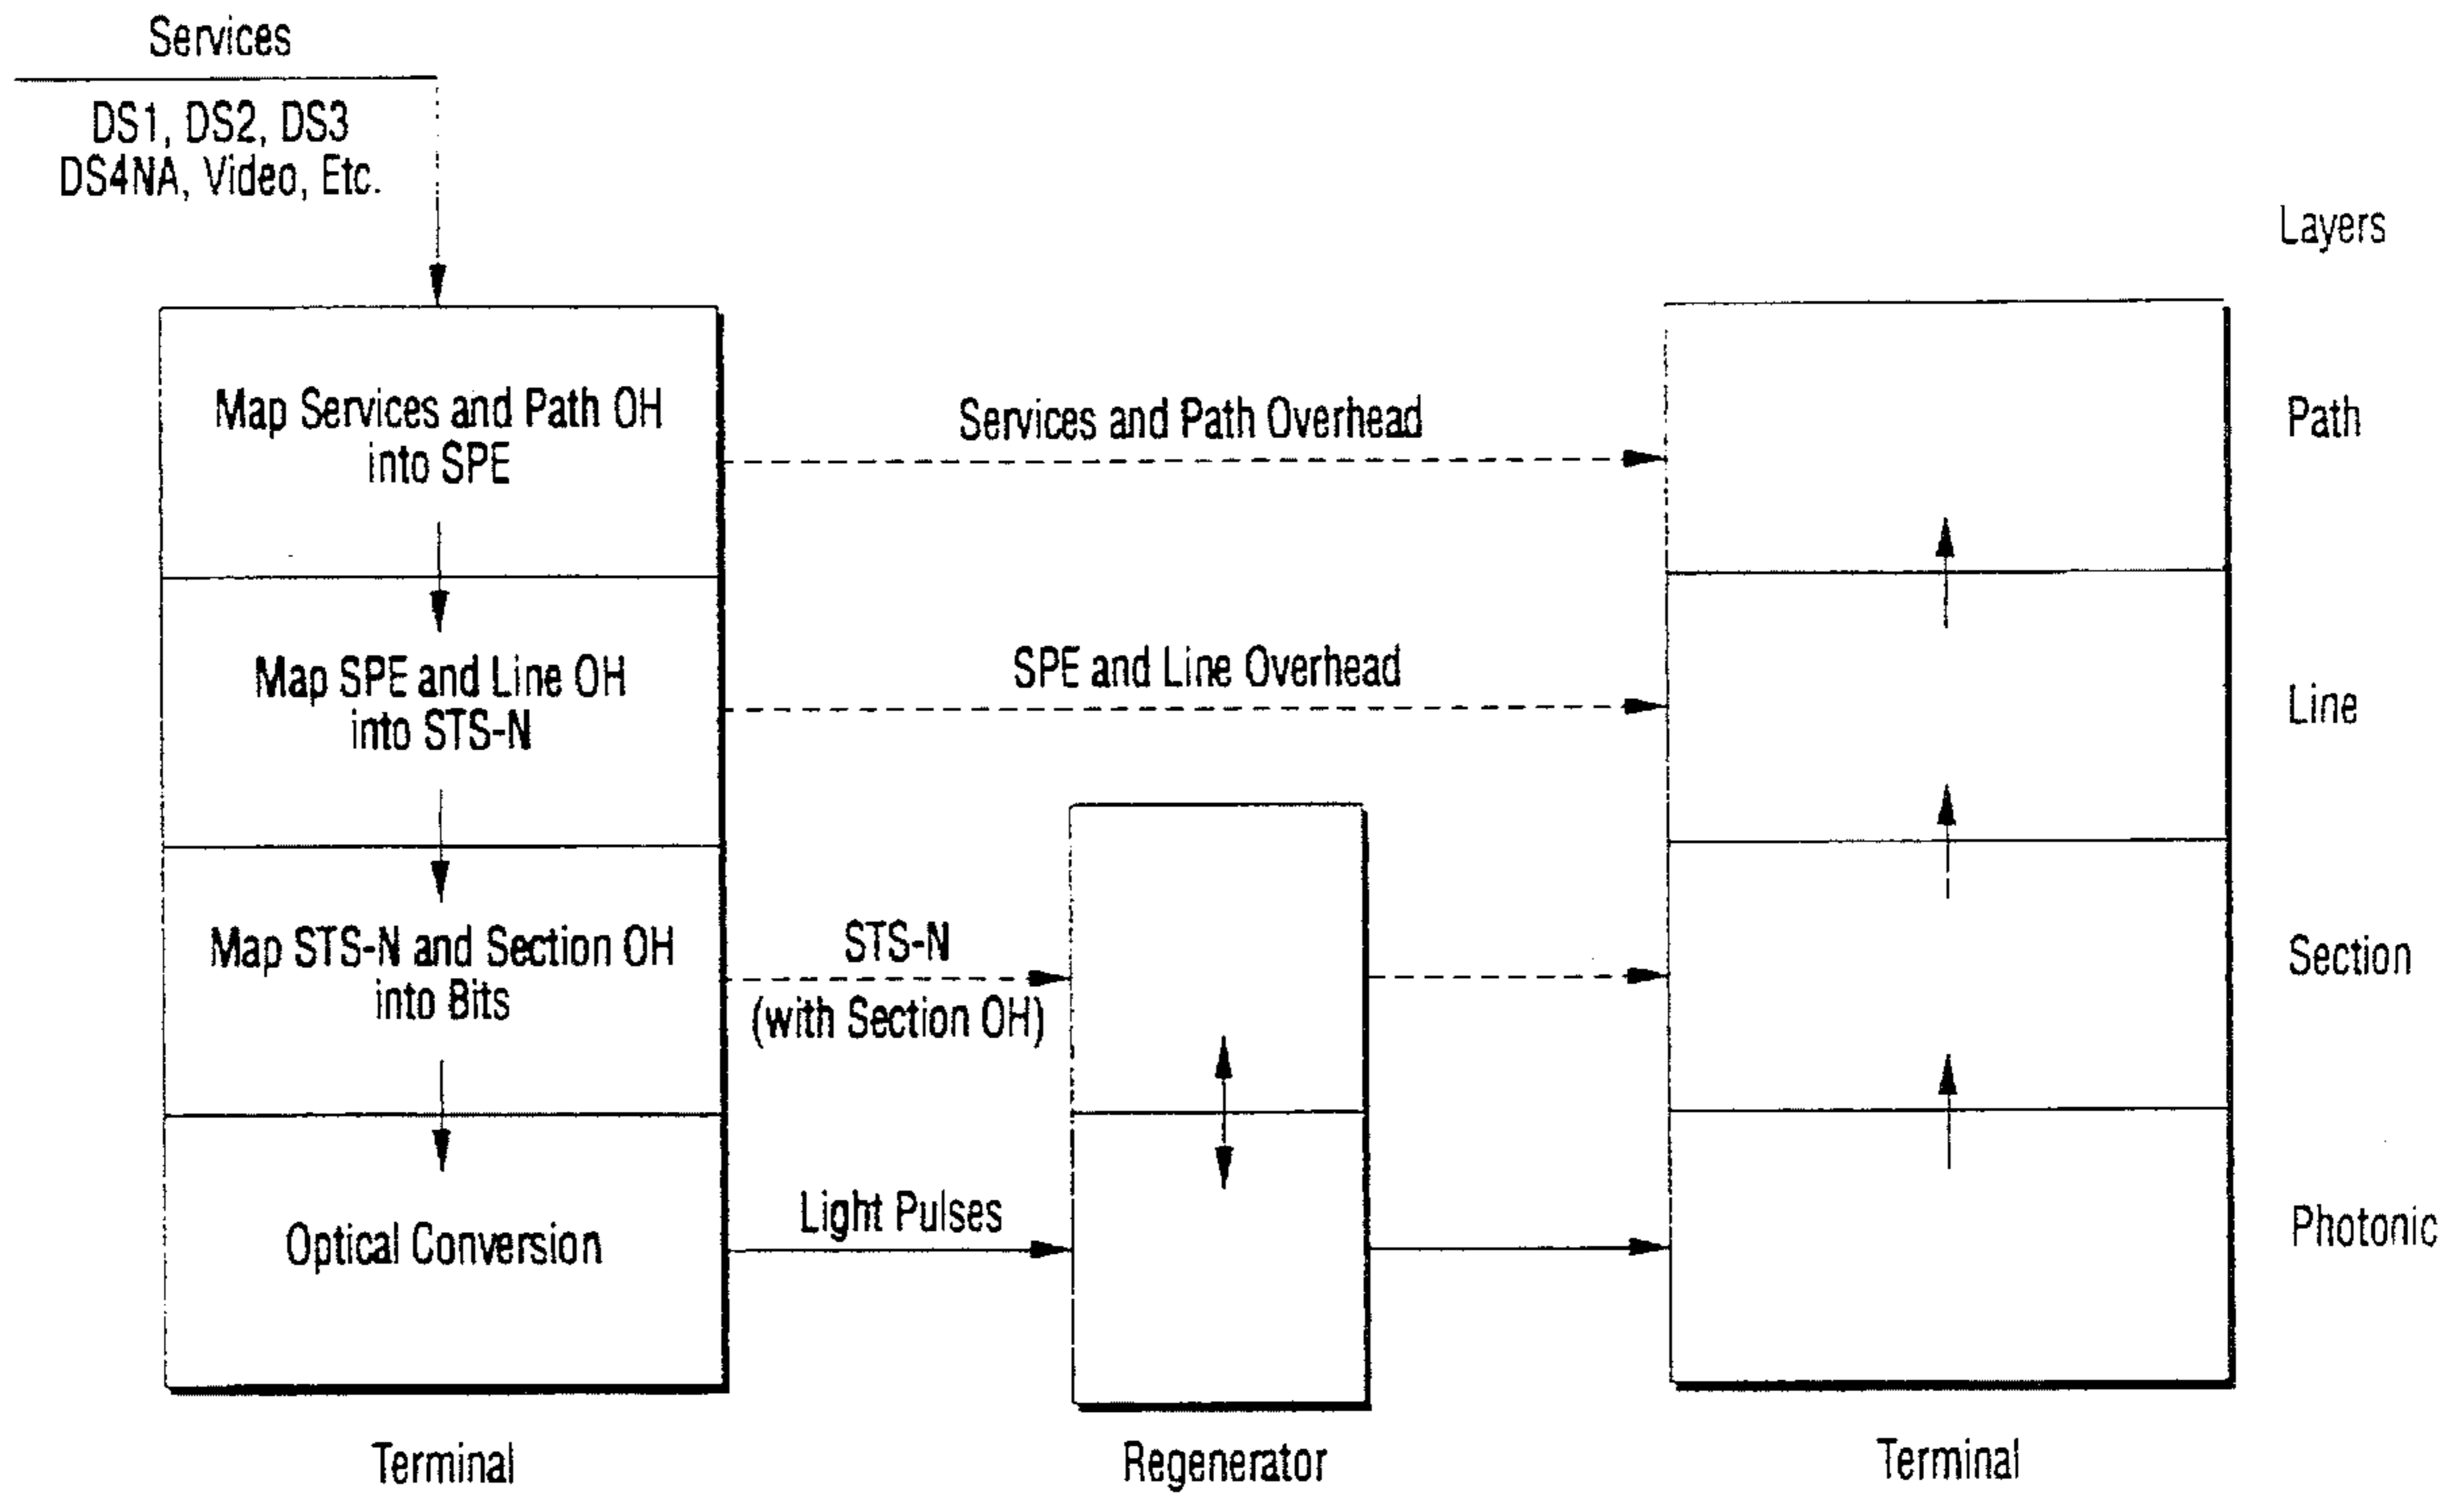 Services
DS1, DS2, DS3
DS4NA, Video, Etc.
Layers
Map Services and Path OH
into SPE
Services and Path Overhead
Path
Map SPE and Line OH
into STS-N
SPE and Line Overhead
Line
Map STS-N and Section OH
into Bits
STS-N
(with Section OH)
Section
Optical Conversion
Light Pulses
Photonic
Terminal
Regenerator
Terminal